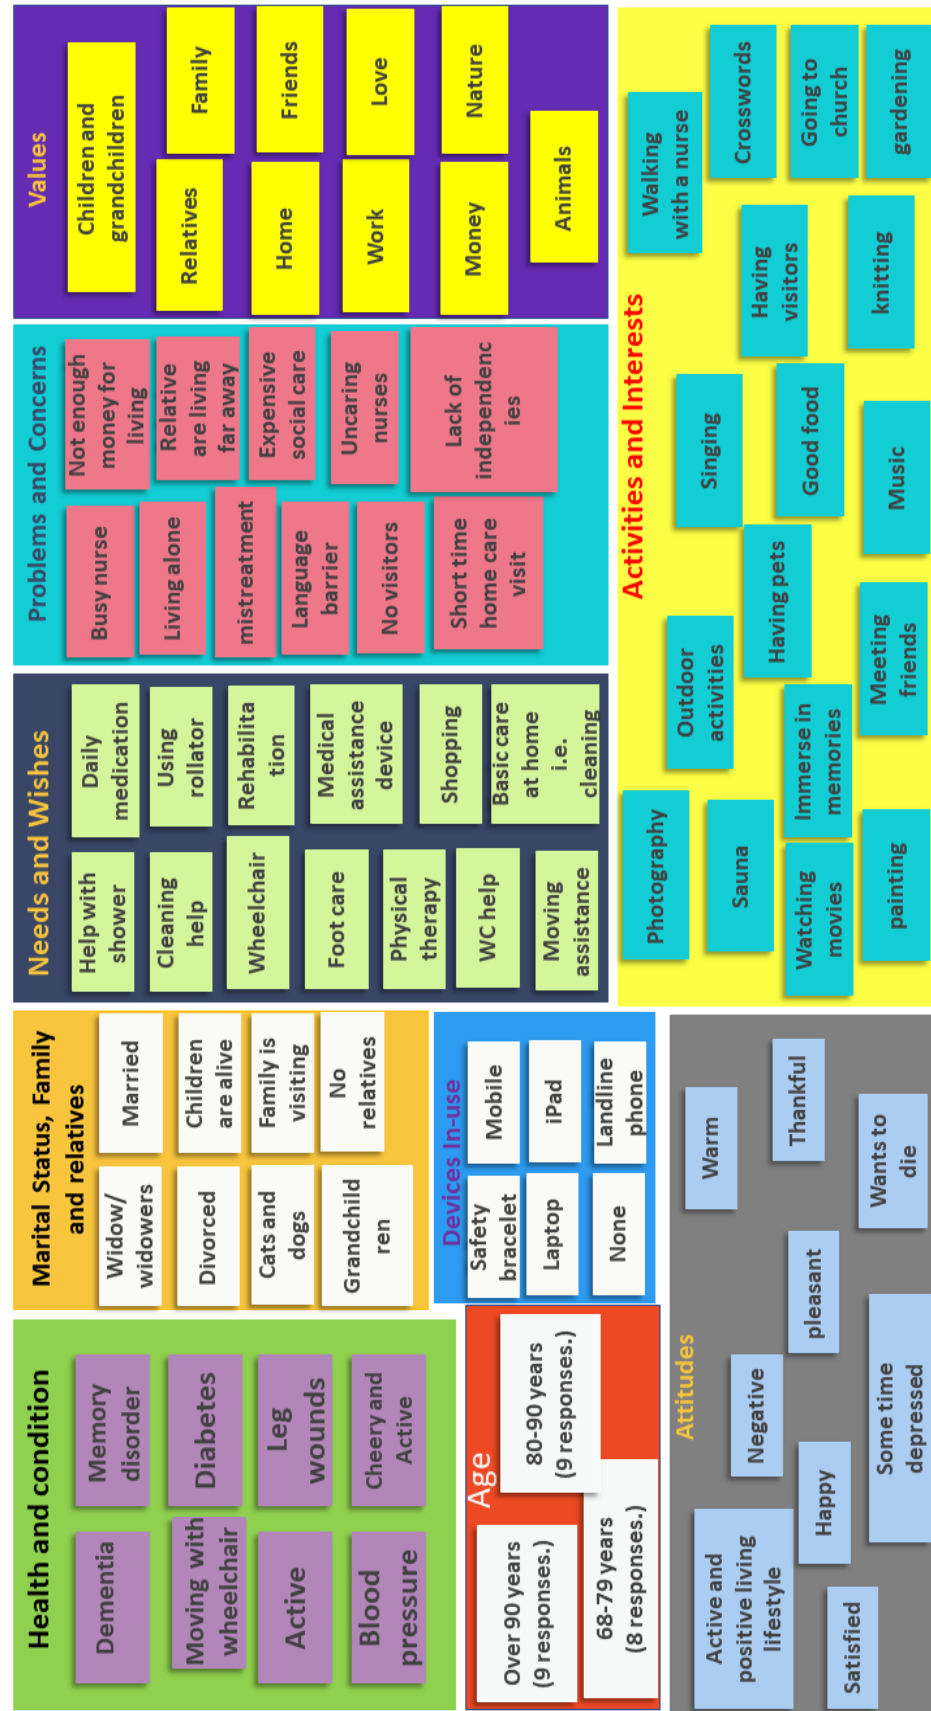 Health and condition
Dementia
Memory
disorder
Moving with
wheelchair
Diabetes
Active
Leg
wounds
Blood
pressure
Cheery and
Active
Marital Status, Family
and relatives
Widow/
widowers
Married
Divorced
Children
are alive
Cats and
dogs
Family is
visiting
Grandchild
ren
No
relatives
Needs and Wishes
Help with
shower
Daily
medication
Cleaning
help
Using
rollator
Wheelchair
Rehabilita
tion
Foot care
Medical
assistance
device
Physical
therapy
Shopping
WC help
Basic care
at home
i.e.
cleaning
Moving
assistance
Problems and Concerns
Busy nurse
Not enough
money for
living
Living alone
Relative
are living
far away
mistreatment
Expensive
social care
Language
barrier
Uncaring
nurses
No visitors
Lack of
independenc
ies
Short time
home care
visit
Values
Children and
grandchildren
Relatives
Family
Home
Friends
Work
Love
Money
Nature
Animals
Age
Over 90 years
(9 responses.)
80-90 years
(9 responses.)
68-79 years
(8 responses.)
Devices In-use
Safety
bracelet
Mobile
Laptop
iPad
None
Landline
phone
Attitudes
Active and
positive living
lifestyle
Negative
Warm
Happy
pleasant
Thankful
Satisfied
Some time
depressed
Wants to
die
Activities and Interests
Photography
Outdoor
activities
Singing
Walking
with a nurse
Sauna
Having pets
Having
visitors
Crosswords
Watching
movies
Immerse in
memories
Good food
Going to
church
painting
Meeting
friends
Music
knitting
gardening